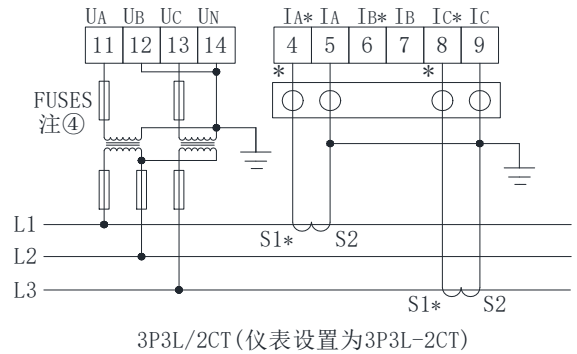 UA UB UC UN IA* IA IB* IB IC* IC
11 12 13 14 4 5 6 7 8 9
* *
FUSES
注④
L1
S1* S2
L2
L3
S1* S2
3P3L/2CT(仪表设置为3P3L-2CT)